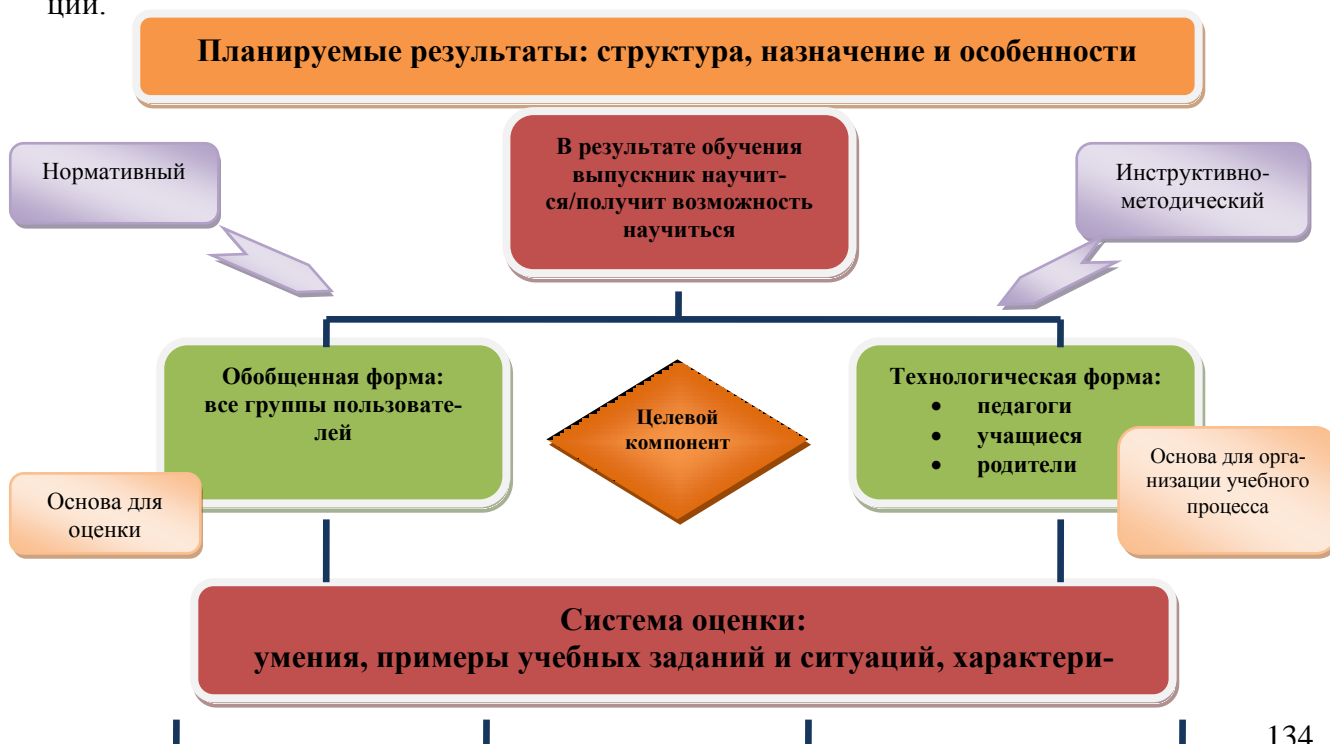 ции.
Планируемые результаты: структура, назначение и особенности
В результате обучения
выпускник научит-
ся/получит возможность
научиться
Нормативный
Инструктивно-
методический
Обобщенная форма:
все группы пользовате-
лей
Целевой
компонент
Технологическая форма:
• педагоги
• учащиеся
• родители
Основа для
оценки
Основа для орга-
низации учебного
процесса
Система оценки:
умения, примеры учебных заданий и ситуаций, характери-
134